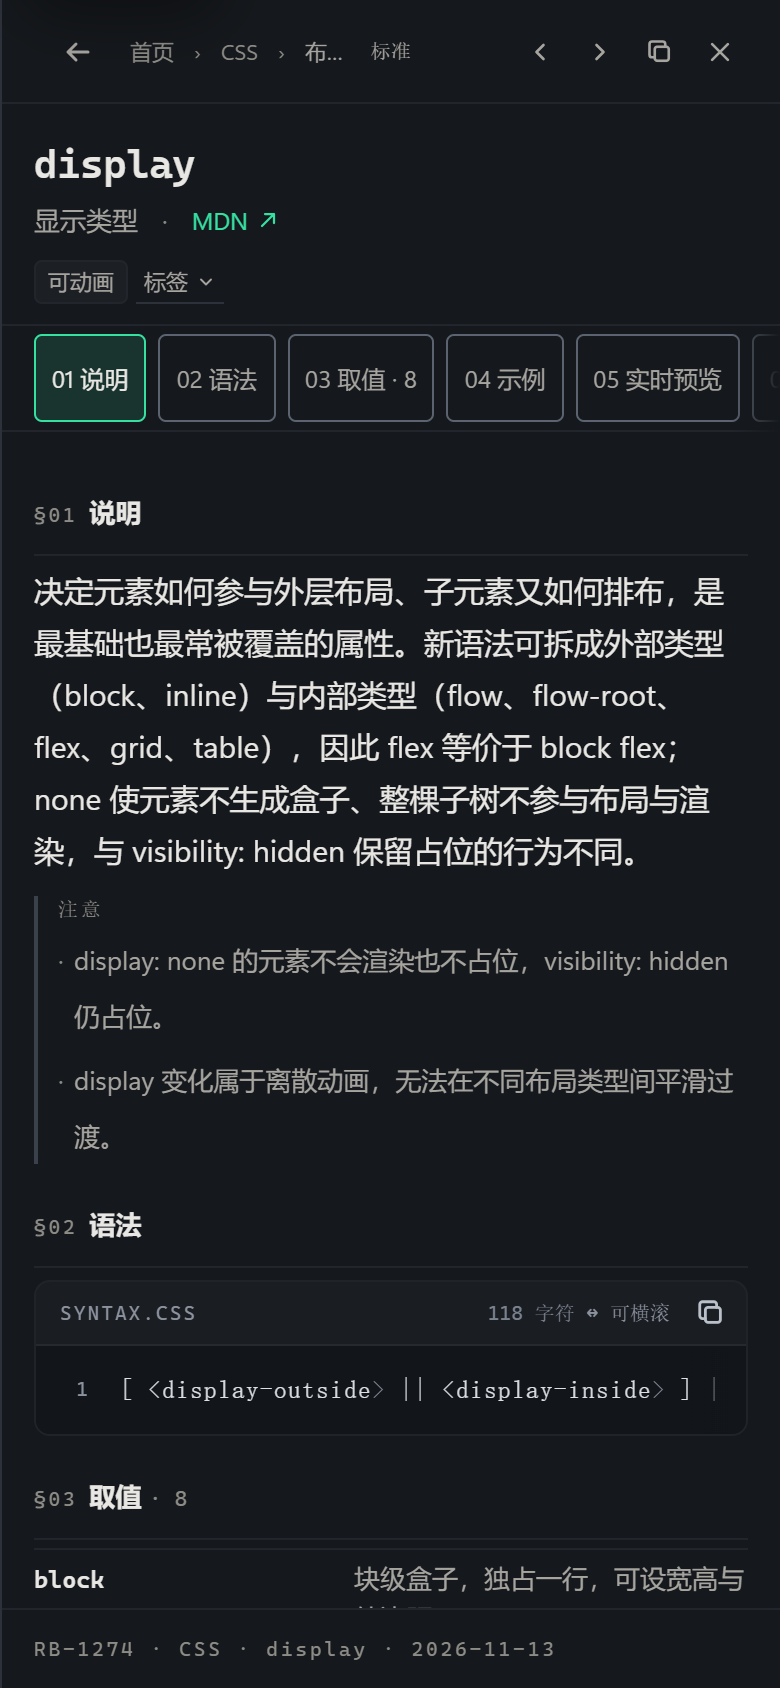 ← 首页 › CSS › 布... 标准
display
显示类型 · MDN ↗
可动画 标签
01 说明 02 语法 03 取值 · 8 04 示例 05 实时预览
§01 说明
决定元素如何参与外层布局、子元素又如何排布，是
最基础也最常被覆盖的属性。新语法可拆成外部类型
（block、inline）与内部类型（flow、flow-root、
flex、grid、table），因此 flex 等价于 block flex；
none 使元素不生成盒子、整棵子树不参与布局与渲
染，与 visibility: hidden 保留占位的行为不同。
注意
· display: none 的元素不会渲染也不占位，visibility: hidden
仍占位。
· display 变化属于离散动画，无法在不同布局类型间平滑过
渡。
§02 语法
SYNTAX.CSS 118 字符 ↔ 可横滚
1 [ <display-outside> || <display-inside> ] |
§03 取值 · 8
block 块级盒子，独占一行，可设宽高与
RB-1274 · CSS · display · 2026-11-13